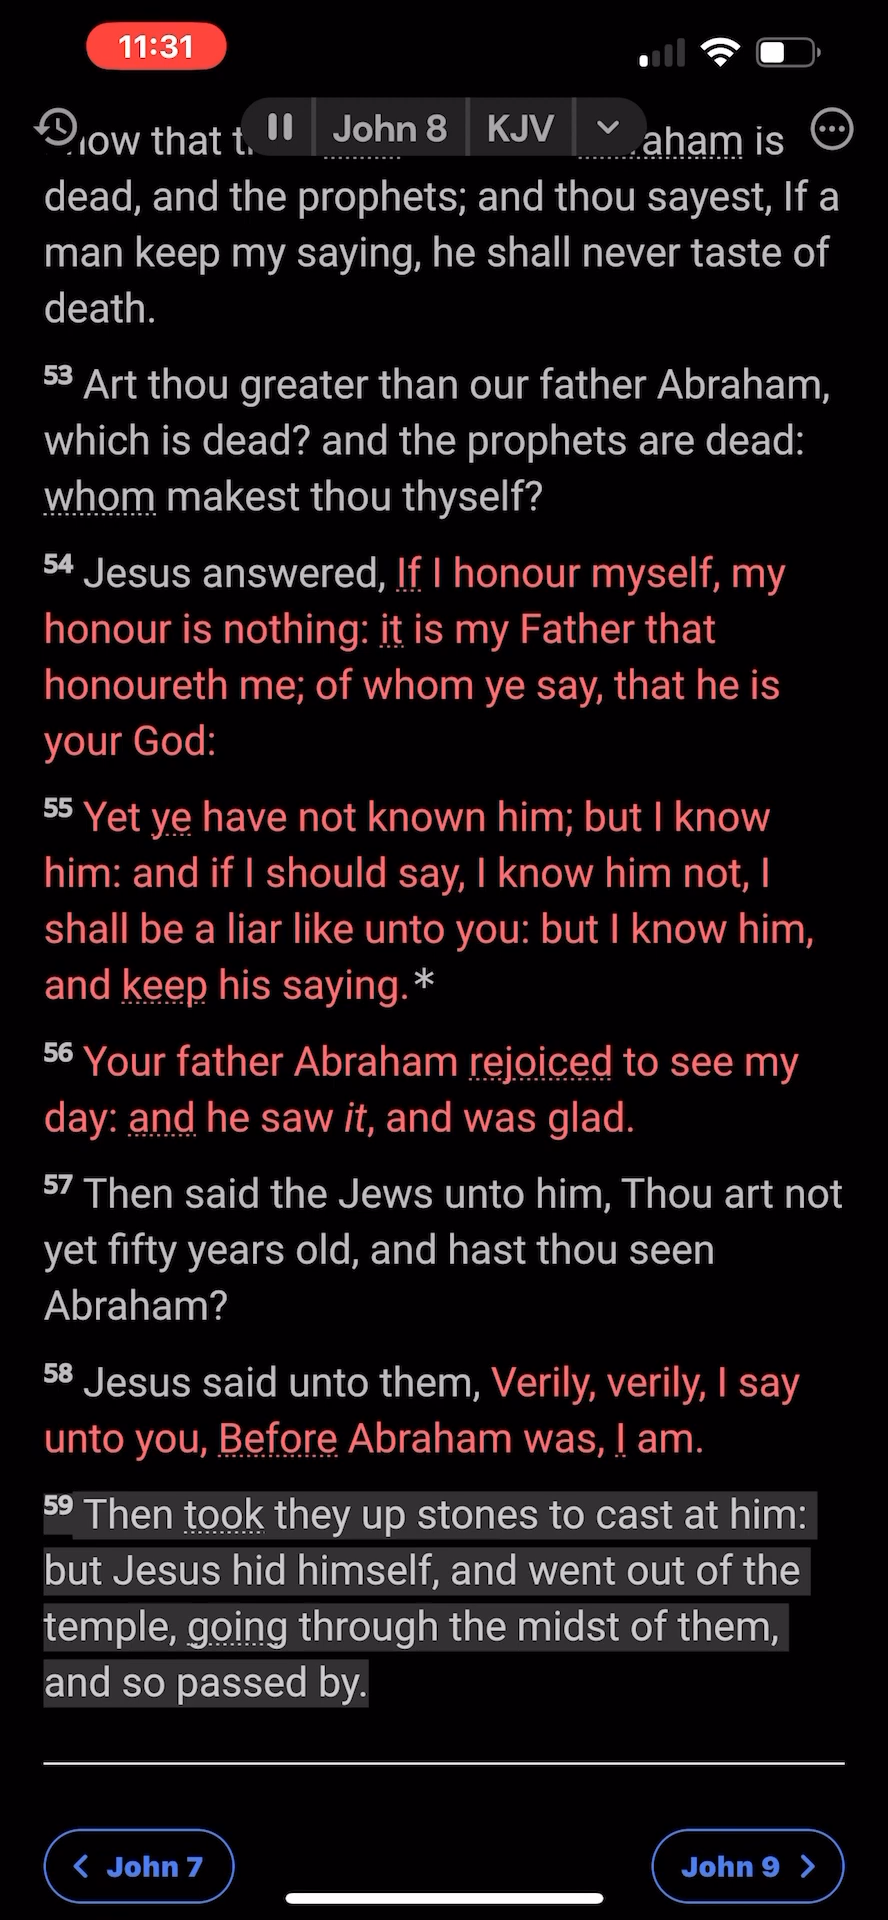 11:31
John 8 KJV
that
aham is
dead, and the prophets; and thou sayest, If a
man keep my saying, he shall never taste of
death.
53 Art thou greater than our father Abraham,
which is dead? and the prophets are dead:
whom makest thou thyself?
54 Jesus answered, If I honour myself, my
honour is nothing: it is my Father that
honoureth me; of whom ye say, that he is
your God:
55 Yet ye have not known him; but I know
him: and if I should say, I know him not, I
shall be a liar like unto you: but I know him,
and keep his saying.*
56 Your father Abraham rejoiced to see my
day: and he saw it, and was glad.
57 Then said the Jews unto him, Thou art not
yet fifty years old, and hast thou seen
Abraham?
58 Jesus said unto them, Verily, verily, I say
unto you, Before Abraham was, I am.
59 Then took they up stones to cast at him:
but Jesus hid himself, and went out of the
temple, going through the midst of them,
and so passed by.
John 7
John 9